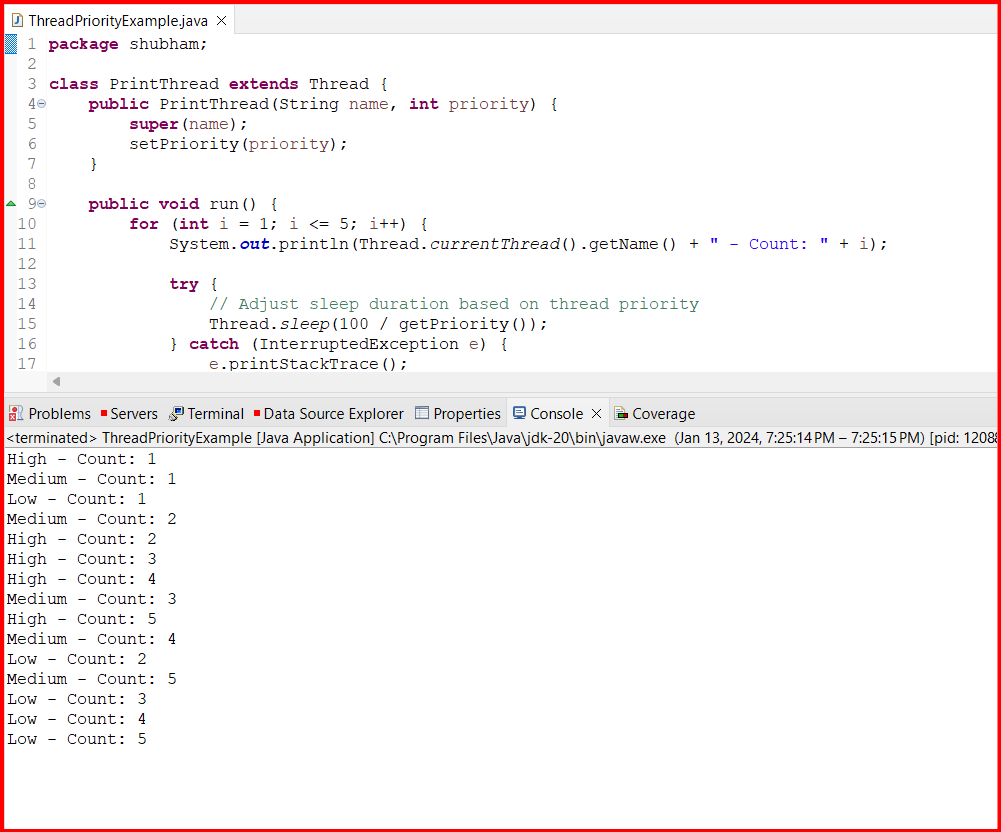 ThreadPriorityExample.java
1 package shubham;
2
3 class PrintThread extends Thread {
4 public PrintThread(String name, int priority) {
5 super(name);
6 setPriority(priority);
7 }
8
9 public void run() {
10 for (int i = 1; i <= 5; i++) {
11 System.out.println(Thread.currentThread().getName() + " - Count: " + i);
12
13 try {
14 // Adjust sleep duration based on thread priority
15 Thread.sleep(100 / getPriority());
16 } catch (InterruptedException e) {
17 e.printStackTrace();
Problems Servers Terminal Data Source Explorer Properties Console Coverage
<terminated> ThreadPriorityExample [Java Application] C:\Program Files\Java\jdk-20\bin\javaw.exe (Jan 13, 2024, 7:25:14 PM – 7:25:15 PM) [pid: 12088
High - Count: 1
Medium - Count: 1
Low - Count: 1
Medium - Count: 2
High - Count: 2
High - Count: 3
High - Count: 4
Medium - Count: 3
High - Count: 5
Medium - Count: 4
Low - Count: 2
Medium - Count: 5
Low - Count: 3
Low - Count: 4
Low - Count: 5